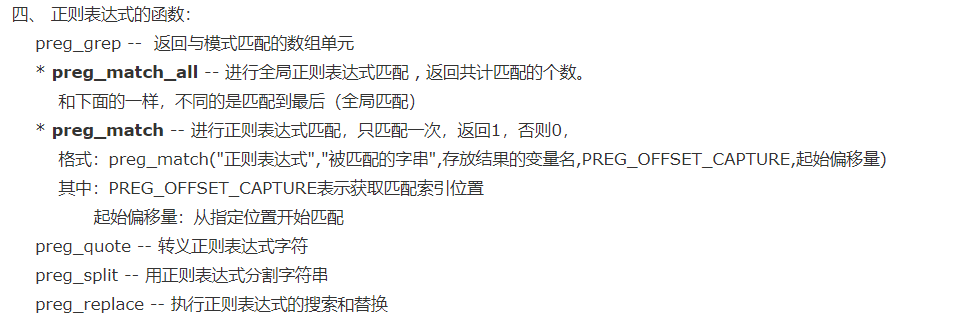 四、 正则表达式的函数：
preg_grep -- 返回与模式匹配的数组单元
* preg_match_all -- 进行全局正则表达式匹配 , 返回共计匹配的个数。
和下面的一样，不同的是匹配到最后（全局匹配）
* preg_match -- 进行正则表达式匹配，只匹配一次，返回1，否则0，
格式：preg_match("正则表达式","被匹配的字串",存放结果的变量名,PREG_OFFSET_CAPTURE,起始偏移量)
其中：PREG_OFFSET_CAPTURE表示获取匹配索引位置
起始偏移量：从指定位置开始匹配
preg_quote -- 转义正则表达式字符
preg_split -- 用正则表达式分割字符串
preg_replace -- 执行正则表达式的搜索和替换